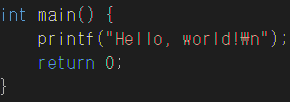 int main() {
    printf("Hello, world!₩n");
    return 0;
}